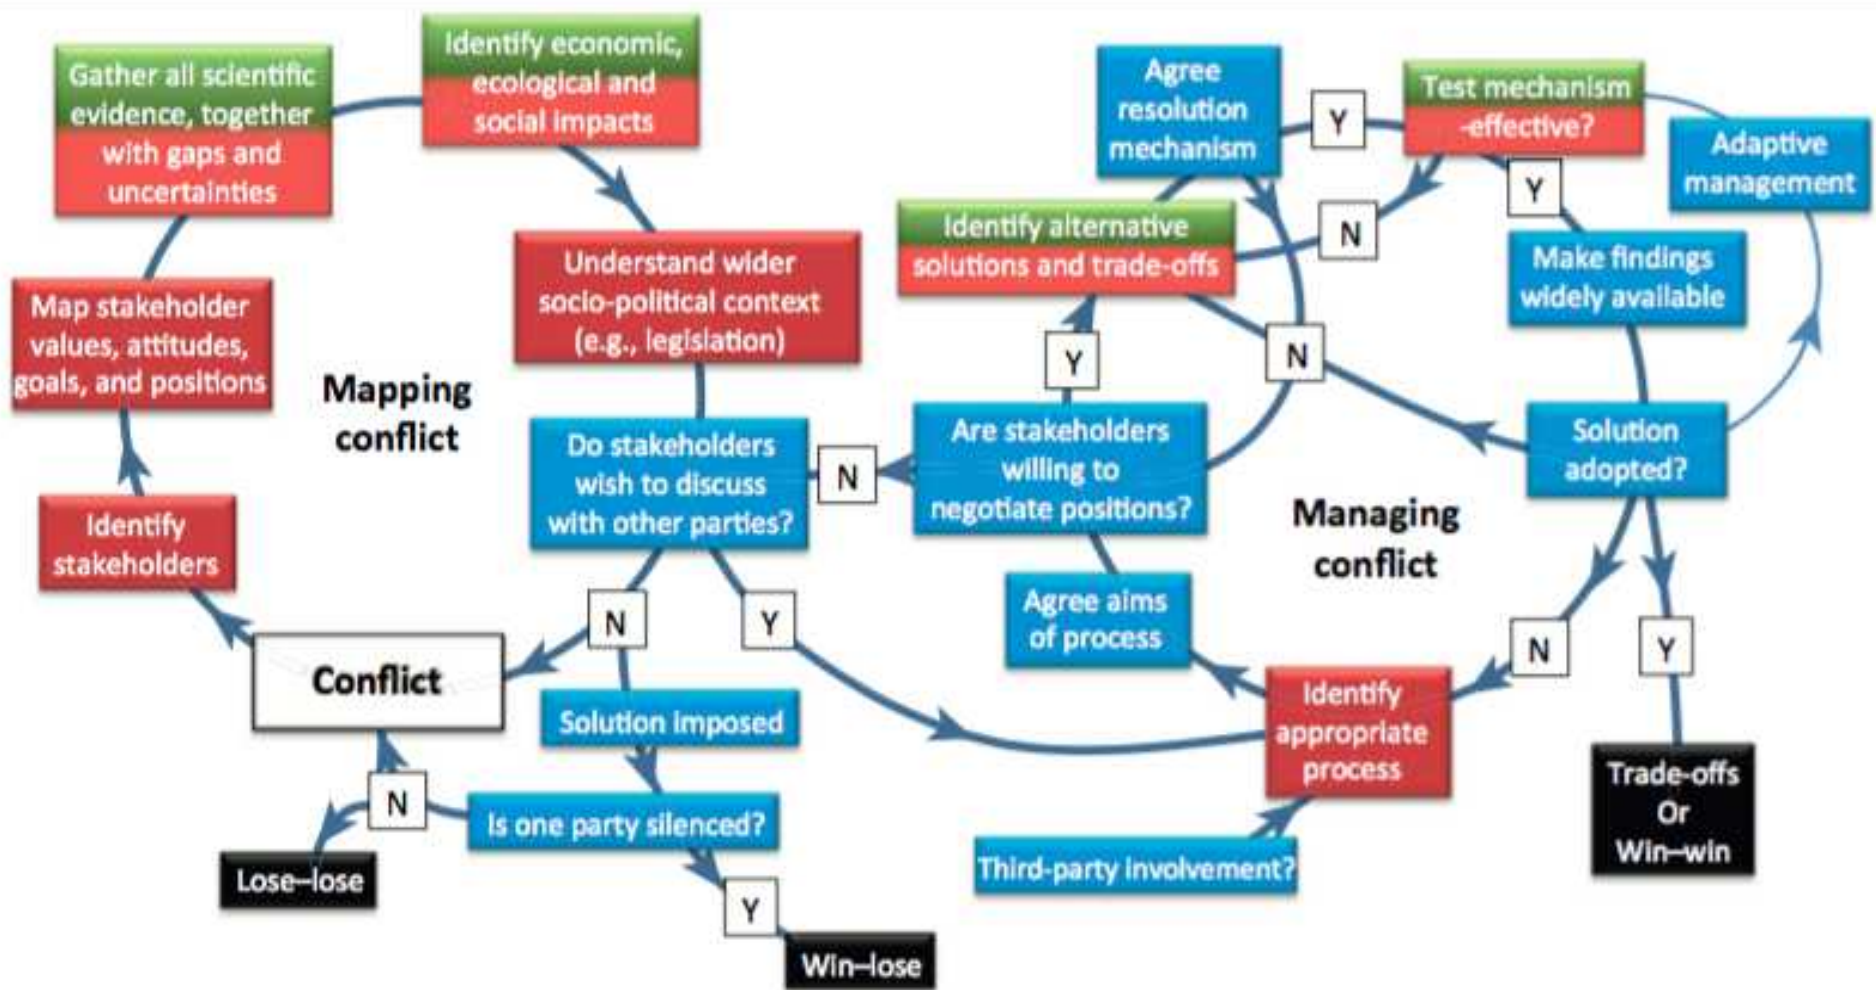 Gather all scientific
evidence, together
with gaps and
uncertainties
Identify economic,
ecological and
social impacts
Map stakeholder
values, attitudes,
goals, and positions
Mapping
conflict
Understand wider
socio-political context
(e.g., legislation)
Identify
stakeholders
Do stakeholders
wish to discuss
with other parties?
N
Y
Conflict
Solution imposed
Is one party silenced?
N
Lose–lose
Y
Win–lose
Agree
resolution
mechanism
Y
Test mechanism
-effective?
Adaptive
management
Y
N
Identify alternative
solutions and trade-offs
Make findings
widely available
Y
N
N
Are stakeholders
willing to
negotiate positions?
Solution
adopted?
Managing
conflict
Agree aims
of process
N
Y
Identify
appropriate
process
Third-party involvement?
Trade-offs
Or
Win–win